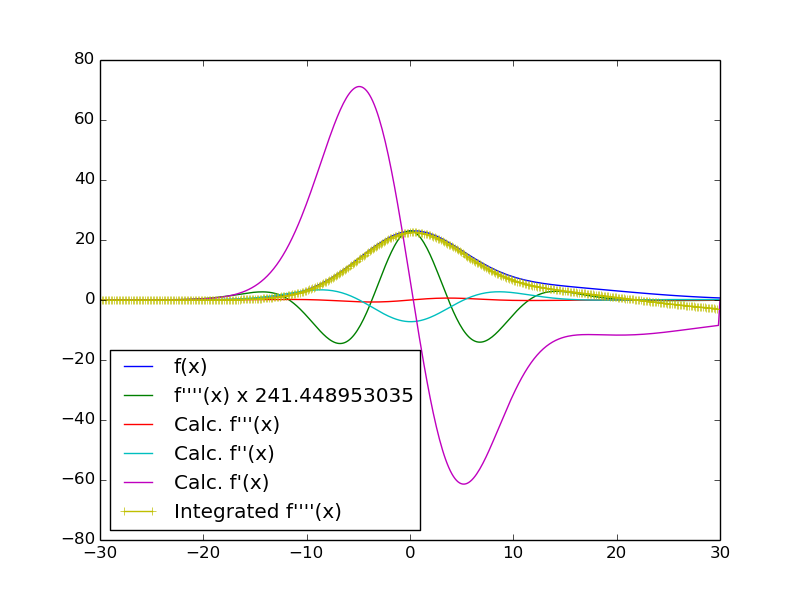 80
60
40
20
0
−20
−40
−60
−80
f(x)
f''''(x) x 241.448953035
Calc. f'''(x)
Calc. f''(x)
Calc. f'(x)
Integrated f''''(x)
−30 −20 −10 0 10 20 30